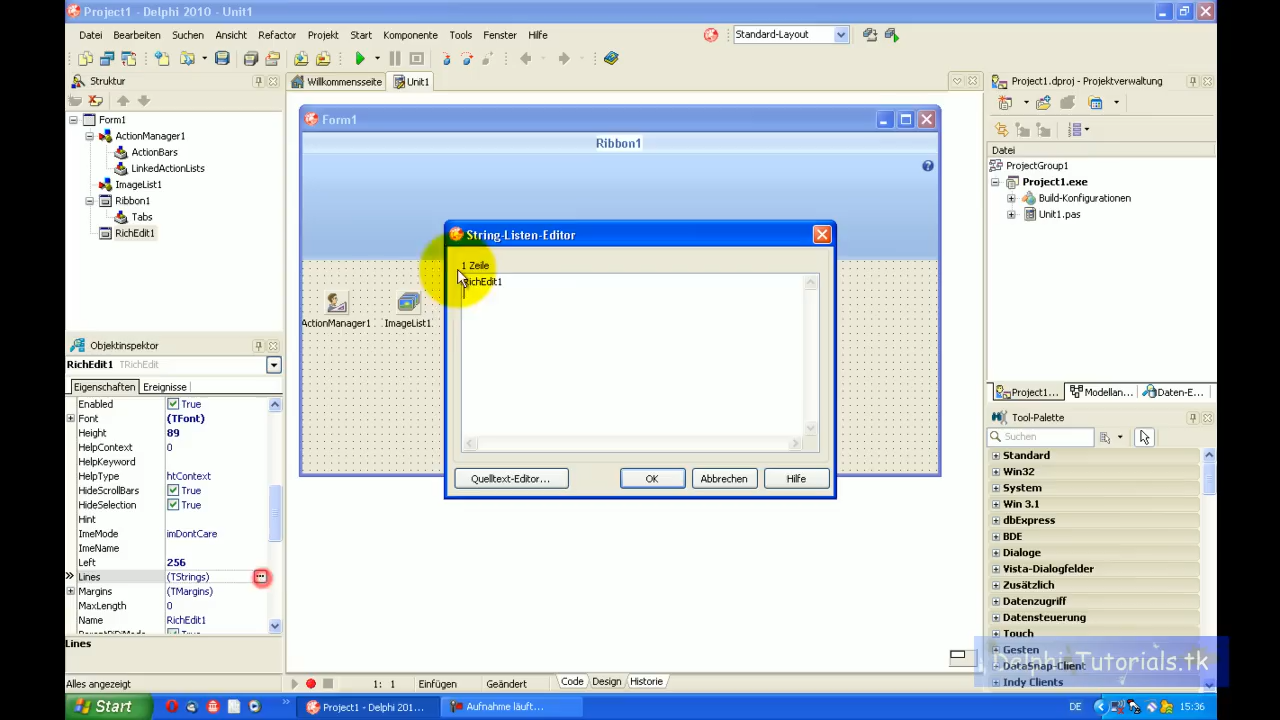 Project1 - Delphi 2010 - Unit1
Datei Bearbeiten Suchen Ansicht Refactor Projekt Start Komponente Tools Fenster Hilfe
Standard-Layout
Struktur
Form1
ActionManager1
ActionBars
LinkedActionLists
ImageList1
Ribbon1
Tabs
RichEdit1
Objektinspektor
RichEdit1 TRichEdit
Eigenschaften Ereignisse
Enabled True
Font (TFont)
Height 89
HelpContext 0
HelpKeyword
HelpType htContext
HideScrollBars True
HideSelection True
Hint
ImeMode imDontCare
ImeName
Left 256
Lines (TStrings)
Margins (TMargins)
MaxLength 0
Name RichEdit1
True
Lines
Alles angezeigt
Willkommensseite Unit1
Form1
Ribbon1
ActionManager1 ImageList1
String-Listen-Editor
1 Zeile
RichEdit1
Quelltext-Editor... OK Abbrechen Hilfe
1: 1 Einfügen Geändert Code Design Historie
Project1.dproj - Projektverwaltung
Datei
ProjectGroup1
Project1.exe
Build-Konfigurationen
Unit1.pas
Project1... Modellan... Daten-E...
Tool-Palette
Suchen
Standard
Win32
System
Win 3.1
dbExpress
BDE
Dialoge
Vista-Dialogfelder
Zusätzlich
Datenzugriff
Datensteuerung
Touch
Gesten
DataSnap-Client
Indy Clients
Delphi-Tutorials.tk
Start Project1 - Delphi 201... Aufnahme läuft... DE 15:36